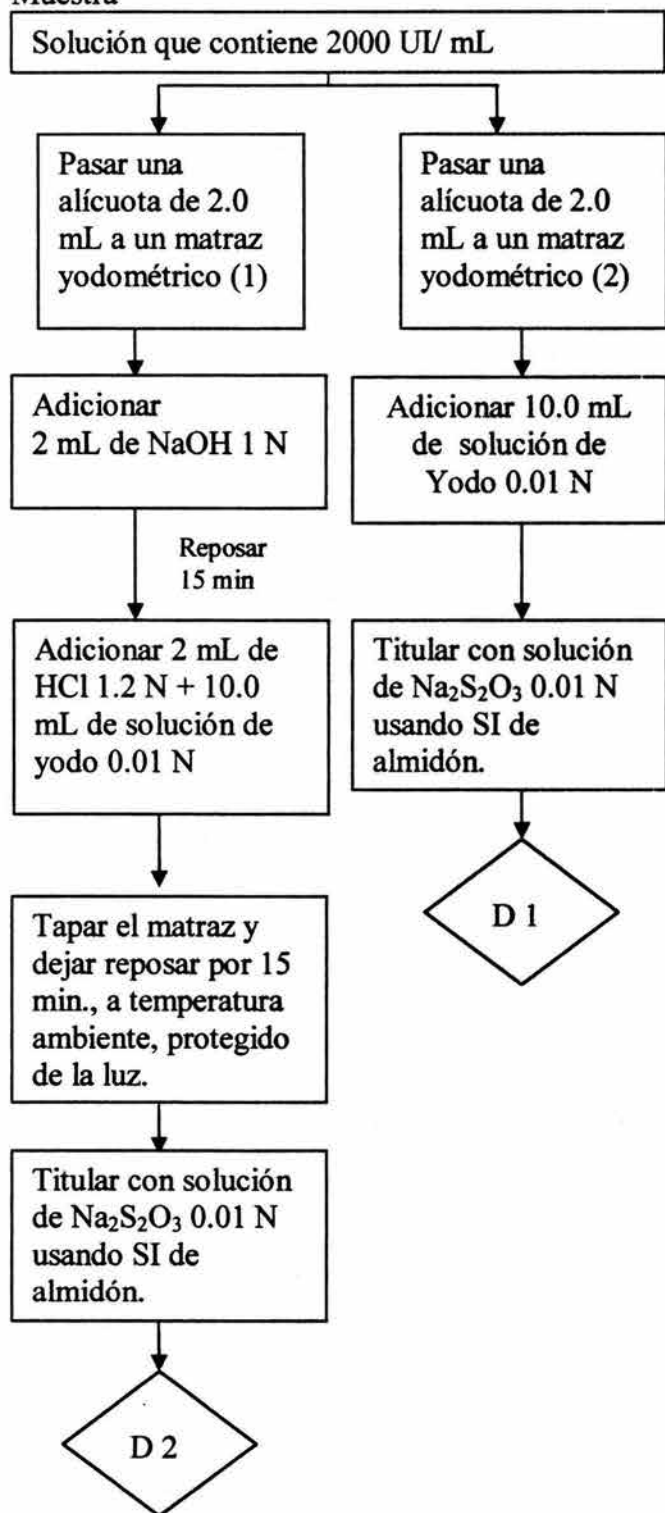 Muestra
Solución que contiene 2000 UI/ mL
Pasar una
alícuota de 2.0
mL a un matraz
yodométrico (1)
Adicionar
2 mL de NaOH 1 N
Reposar
15 min
Adicionar 2 mL de
HCl 1.2 N + 10.0
mL de solución de
yodo 0.01 N
Tapar el matraz y
dejar reposar por 15
min., a temperatura
ambiente, protegido
de la luz.
Titular con solución
de Na₂S₂O₃ 0.01 N
usando SI de
almidón.
D 2
Pasar una
alícuota de 2.0
mL a un matraz
yodométrico (2)
Adicionar 10.0 mL
de solución de
Yodo 0.01 N
Titular con solución
de Na₂S₂O₃ 0.01 N
usando SI de
almidón.
D 1